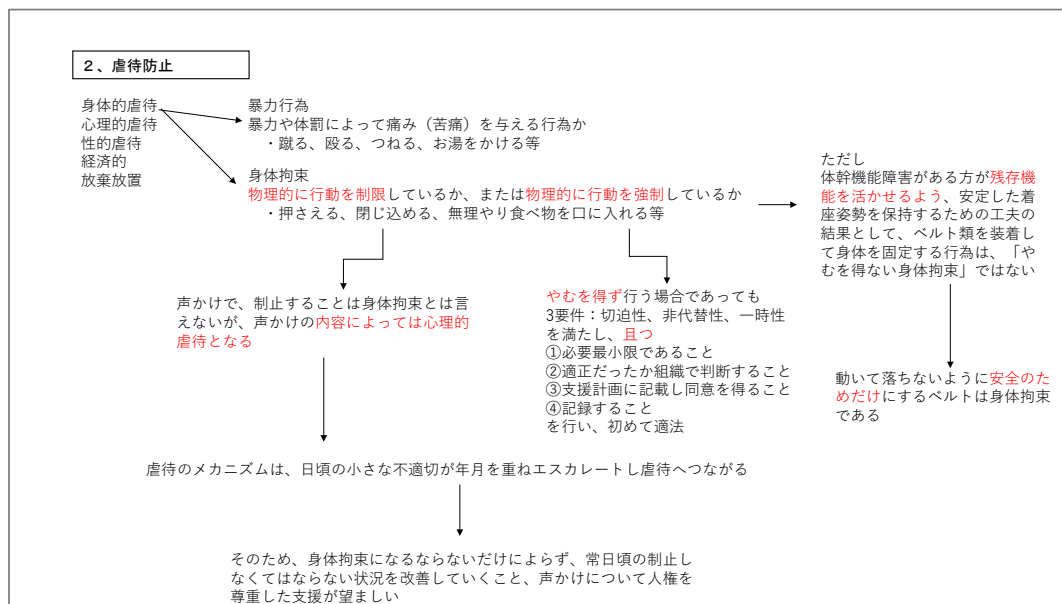 ２、虐待防止
身体的虐待
心理的虐待
性的虐待
経済的
放棄放置
暴力行為
暴力や体罰によって痛み（苦痛）を与える行為か
・蹴る、殴る、つねる、お湯をかける等
身体拘束
物理的に行動を制限しているか、または物理的に行動を強制しているか
・押さえる、閉じ込める、無理やり食べ物を口に入れる等
ただし
体幹機能障害がある方が残存機
能を活かせるよう、安定した着
座姿勢を保持するための工夫の
結果として、ベルト類を装着し
て身体を固定する行為は、「や
むを得ない身体拘束」ではない
声かけで、制止することは身体拘束とは言
えないが、声かけの内容によっては心理的
虐待となる
やむを得ず行う場合であっても
3要件：切迫性、非代替性、一時性
を満たし、且つ
①必要最小限であること
②適正だったか組織で判断すること
③支援計画に記載し同意を得ること
④記録すること
を行い、初めて適法
動いて落ちないように安全のた
めだけにするベルトは身体拘束
である
虐待のメカニズムは、日頃の小さな不適切が年月を重ねエスカレートし虐待へつながる
そのため、身体拘束になるならないだけによらず、常日頃の制止し
なくてはならない状況を改善していくこと、声かけについて人権を
尊重した支援が望ましい